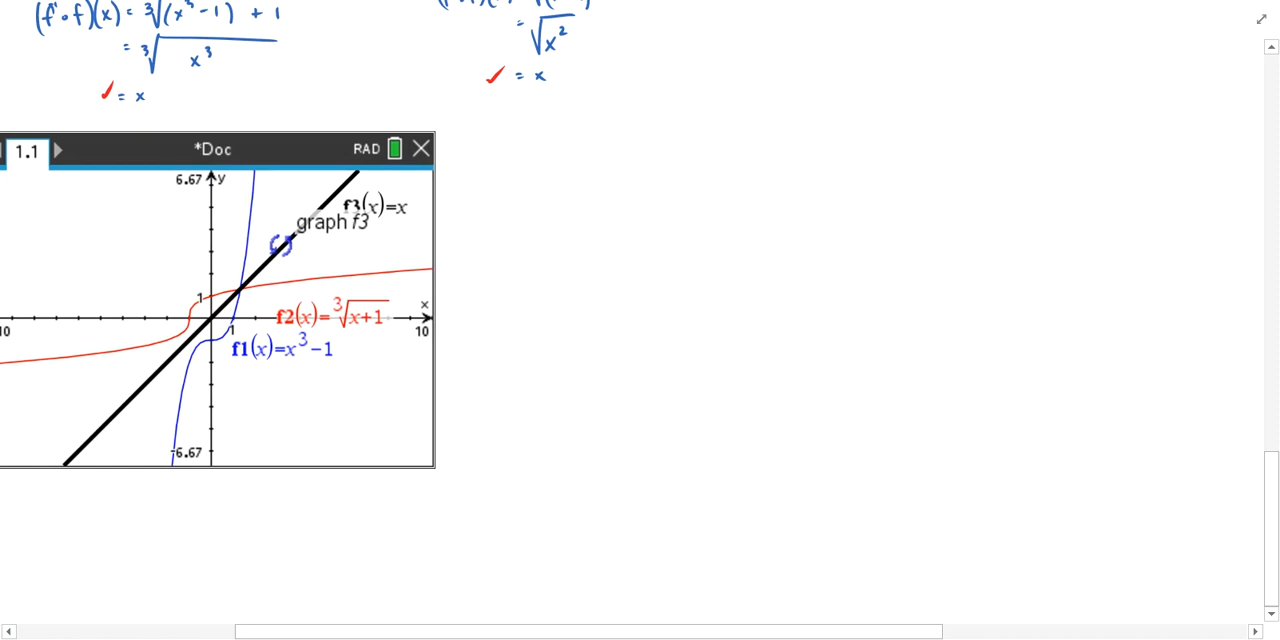 (f' ∘ f)(x) = ∛(x³ - 1) + 1
= ∛x³
✓ = x
= √x²
✓ = x
1.1
*Doc
RAD
6.67 y
f3(x)=x
graph f3
1
x
10
f2(x)=∛x+1
1
10
f1(x)=x³-1
-6.67